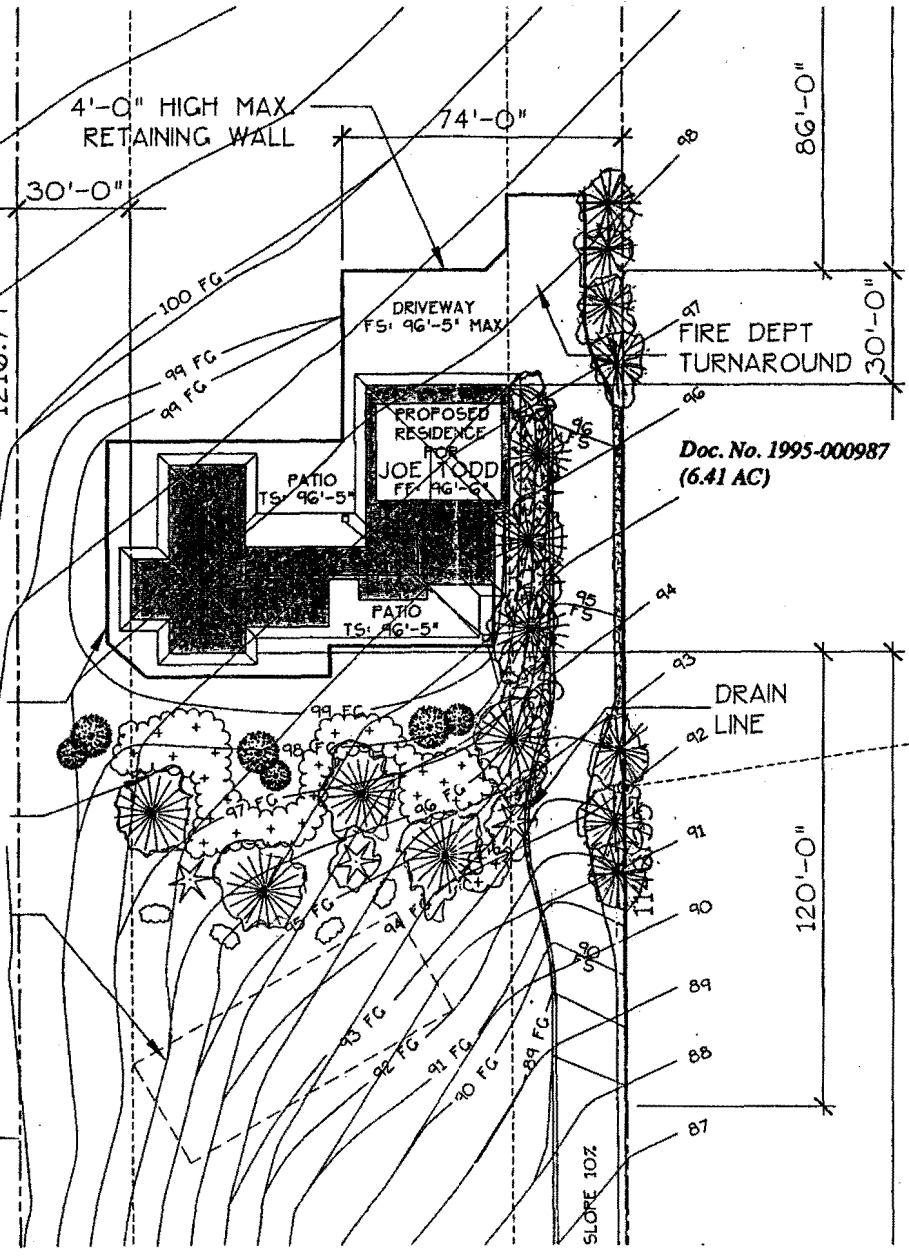 4'-0" HIGH MAX.
RETAINING WALL
74'-0"
86'-0"
30'-0"
98
100 FG
DRIVEWAY
FS: 96'-5" MAX
97
FIRE DEPT
TURNAROUND
30'-0"
99 FG
99 FG
96
PROPOSED
RESIDENCE
FOR
JOE TODD
FF: 96'-6"
96
FS
Doc. No. 1995-000987
(6.41 AC)
PATIO
TS: 96'-5"
95
FS
94
PATIO
TS: 96'-5"
93
DRAIN
LINE
99 FG
98 FG
92
97 FG
96 FG
91
120'-0"
95 FG
94 FG
90
90
FS
89
93 FG
92 FG
91 FG
90 FG
89 FG
88
87
SLOPE 10%